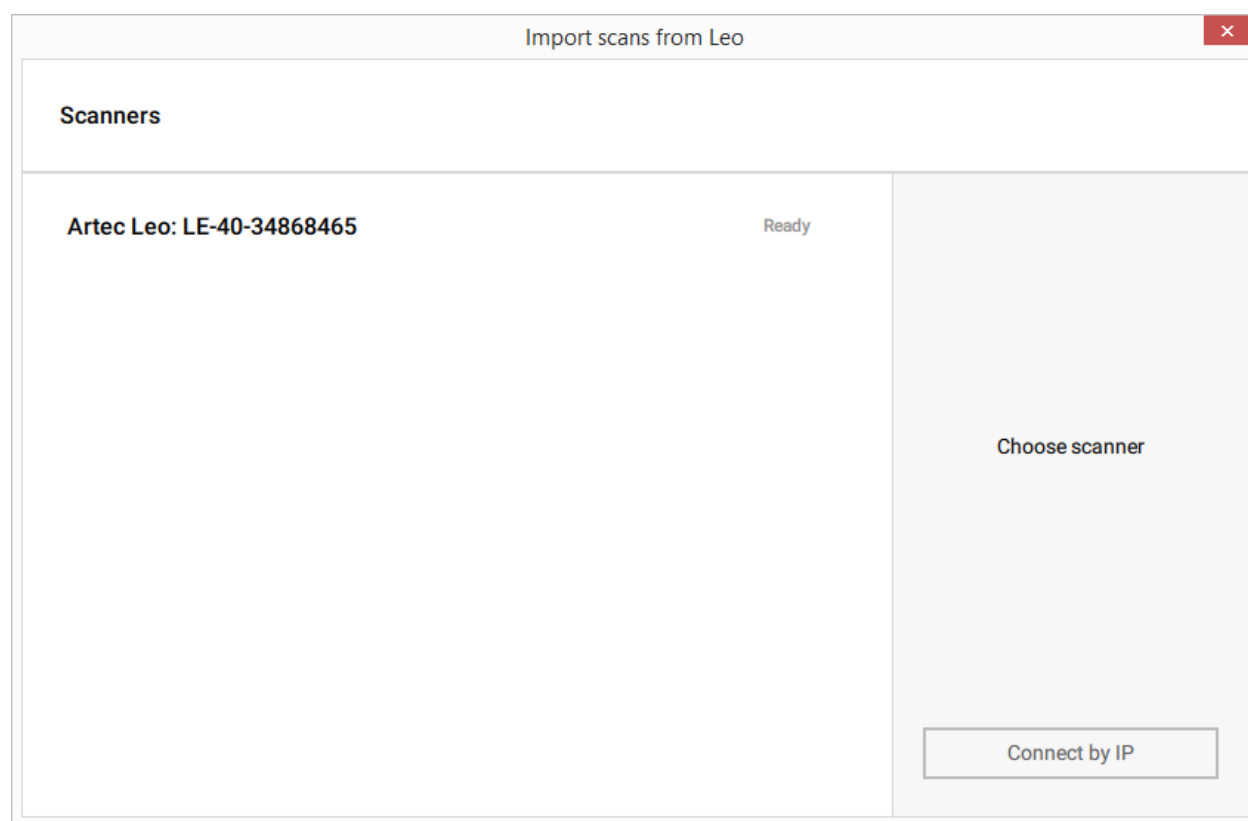 Import scans from Leo
Scanners
Artec Leo: LE-40-34868465
Ready
Choose scanner
Connect by IP